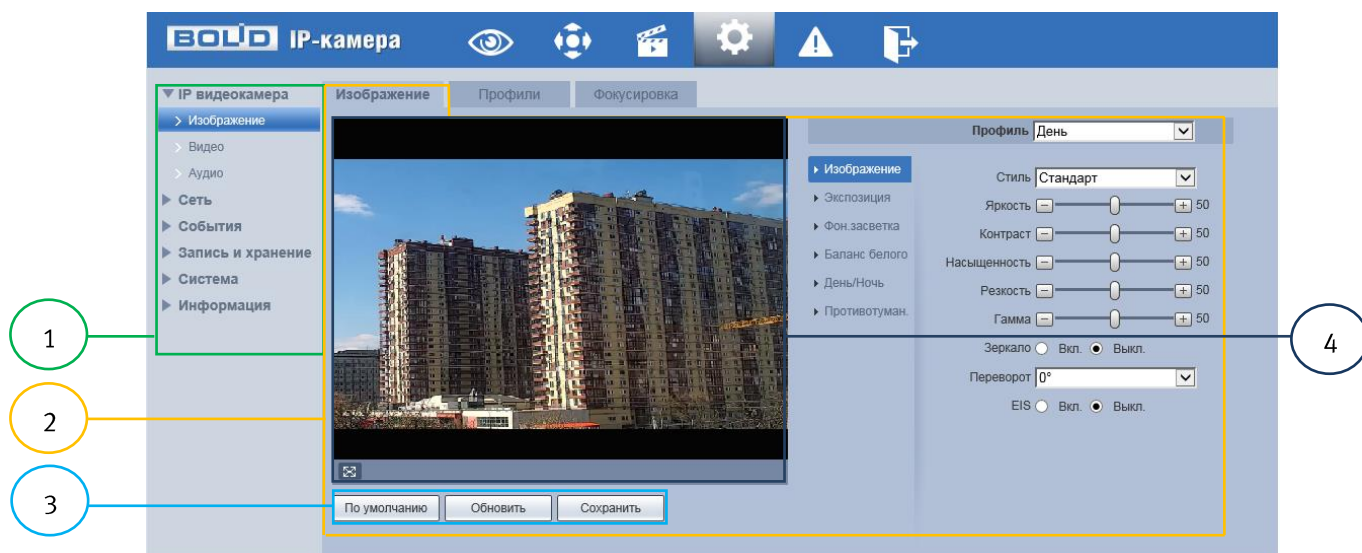 BOLID IP-камера
IP видеокамера
Изображение
Видео
Аудио
Сеть
События
Запись и хранение
Система
Информация
Изображение Профили Фокусировка
Профиль День
Изображение
Экспозиция
Фон.засветка
Баланс белого
День/Ночь
Противотуман.
Стиль Стандарт
Яркость 50
Контраст 50
Насыщенность 50
Резкость 50
Гамма 50
Зеркало Вкл. Выкл.
Переворот 0°
EIS Вкл. Выкл.
По умолчанию Обновить Сохранить
1
2
3
4